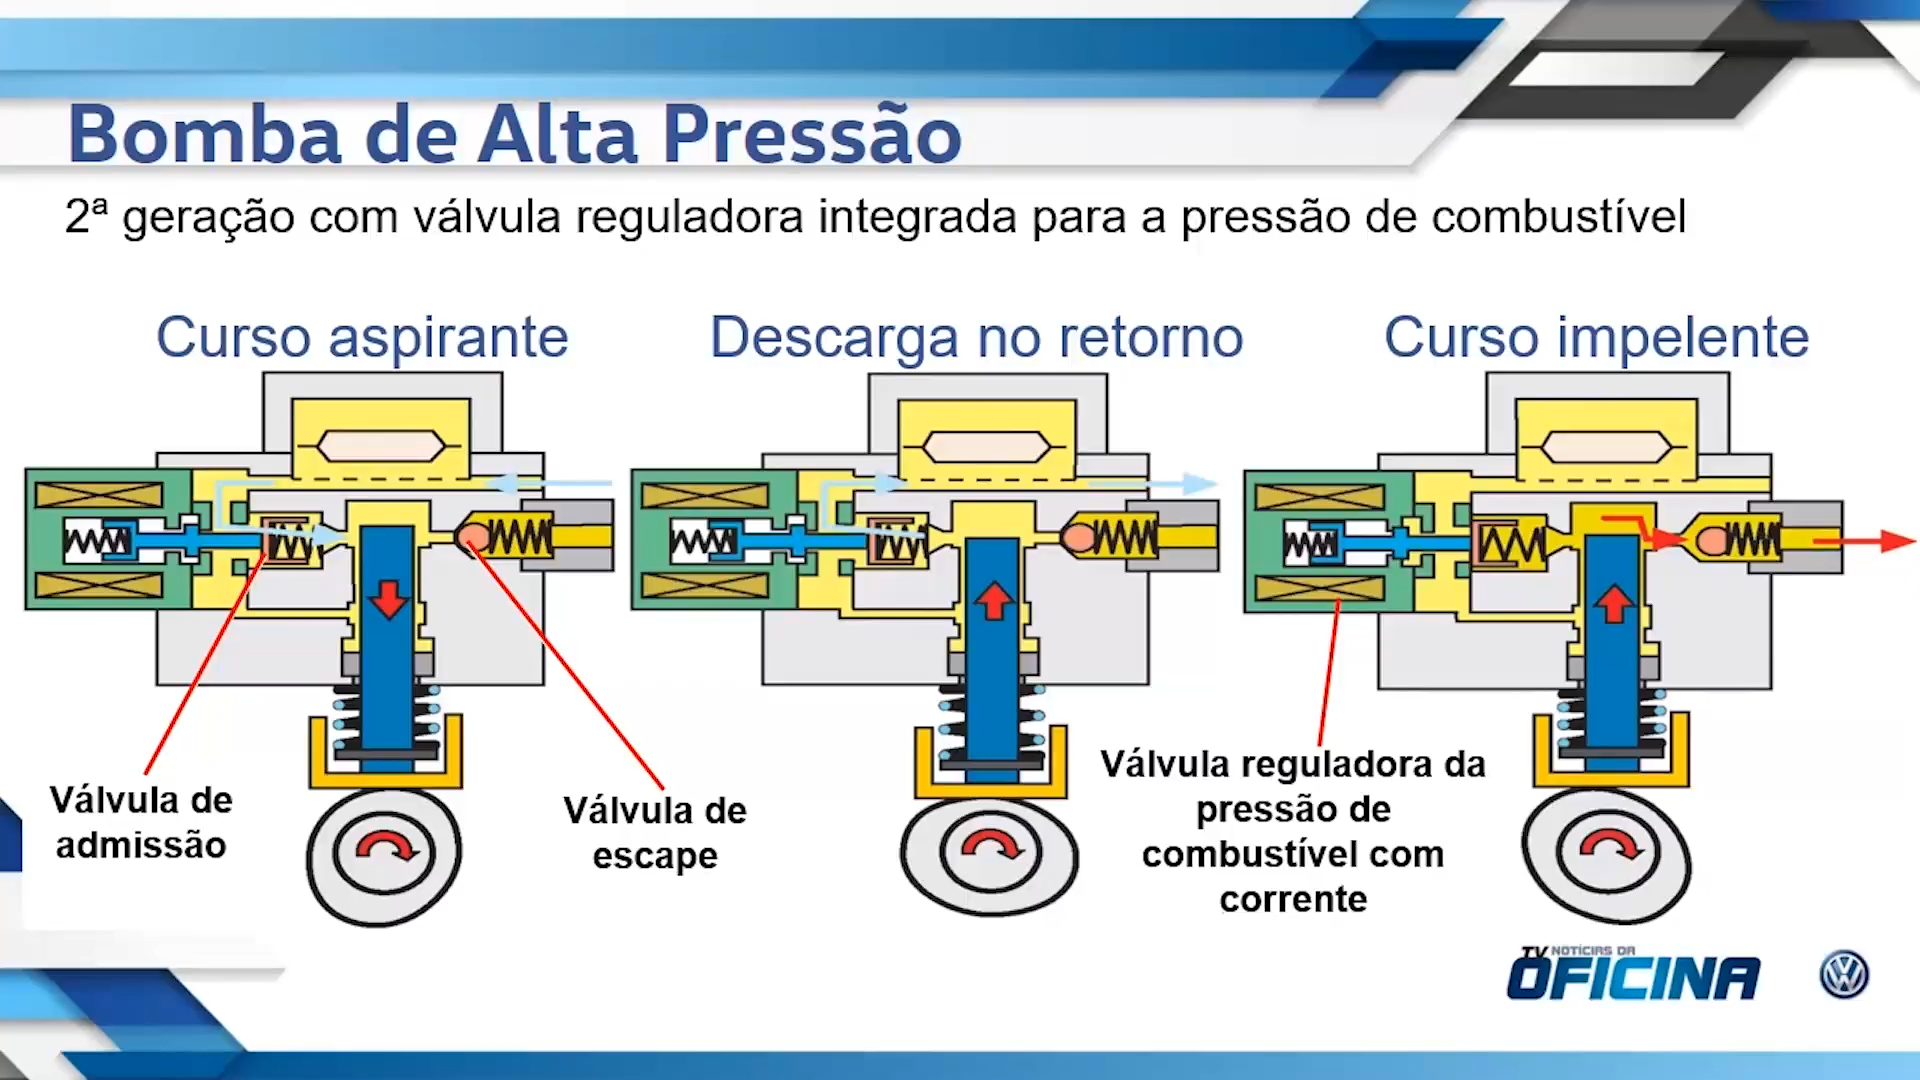 Bomba de Alta Pressão
2ª geração com válvula reguladora integrada para a pressão de combustível
Curso aspirante
Descarga no retorno
Curso impelente
Válvula de
admissão
Válvula de
escape
Válvula reguladora da
pressão de
combustível com
corrente
TV NOTÍCIAS DA
OFICINA
VW